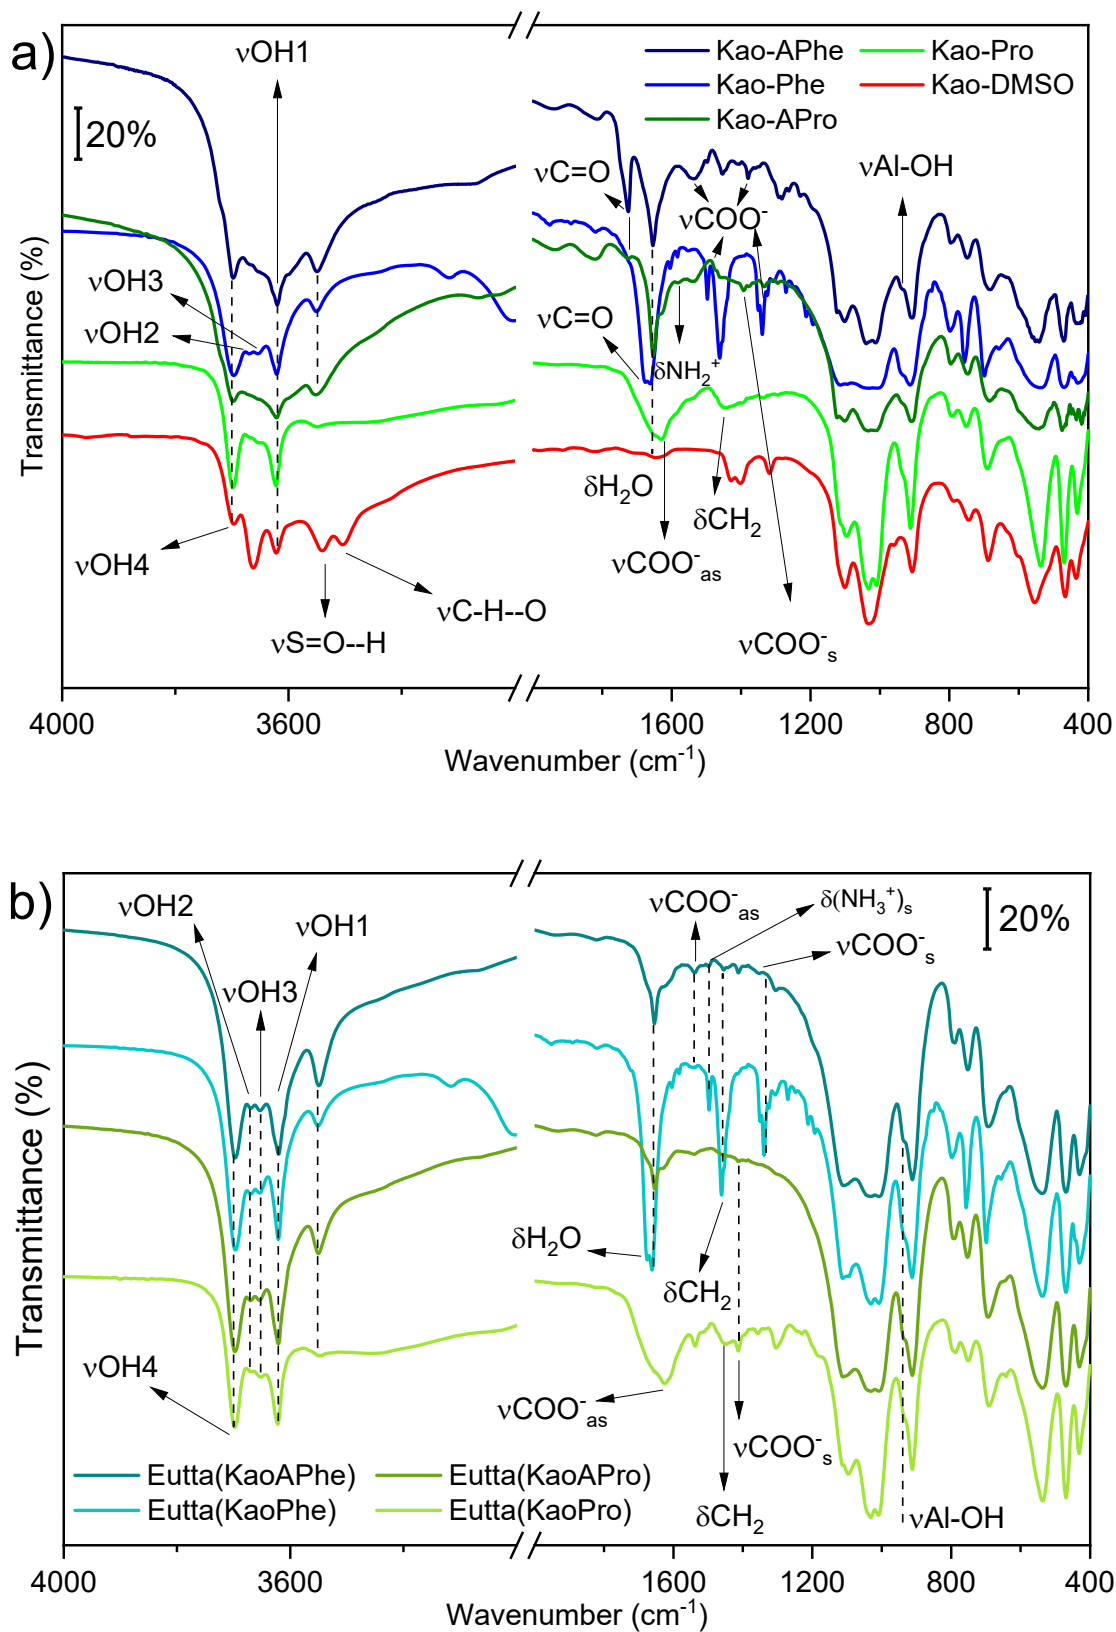 a)
νOH1
Kao-APhe
Kao-Pro
Kao-Phe
Kao-DMSO
Kao-APro
20%
νC=O
νAl-OH
νCOO⁻
νOH3
νOH2
νC=O
δNH₂⁺
δH₂O
δCH₂
νOH4
νCOO⁻as
νC-H--O
νS=O--H
νCOO⁻s
Transmittance (%)
4000 3600 1600 1200 800 400
Wavenumber (cm⁻¹)
b)
νOH2
νCOO⁻as
δ(NH₃⁺)s
20%
νOH1
νCOO⁻s
νOH3
δH₂O
δCH₂
νOH4
νCOO⁻as
νCOO⁻s
Eutta(KaoAPhe)
Eutta(KaoAPro)
Eutta(KaoPhe)
Eutta(KaoPro)
δCH₂
νAl-OH
Transmittance (%)
4000 3600 1600 1200 800 400
Wavenumber (cm⁻¹)